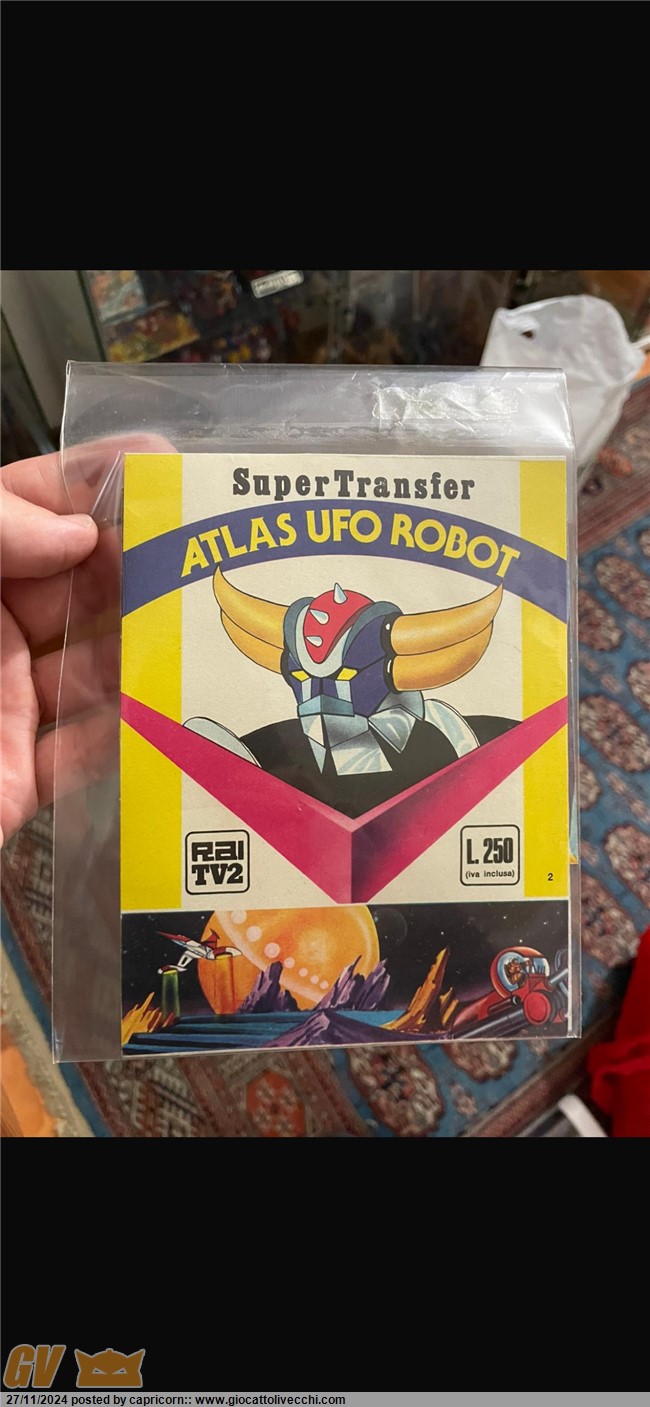 SuperTransfer
ATLAS UFO ROBOT
RAI
TV2
L. 250
(iva inclusa)
2
GV
27/11/2024 posted by capricorn:: www.giocattolivecchi.com